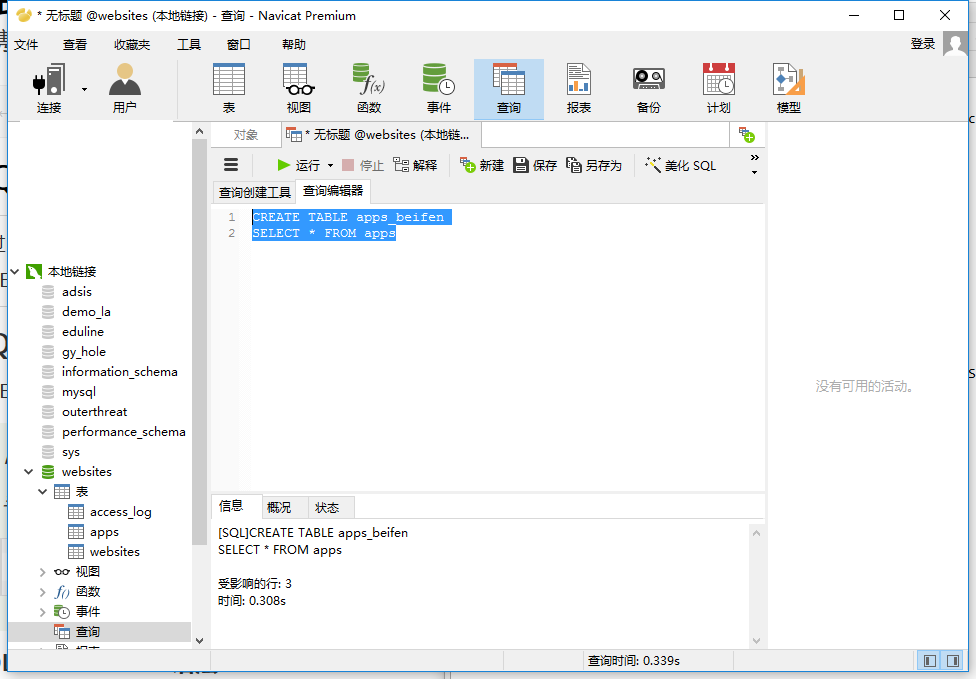 * 无标题 @websites (本地链接) - 查询 - Navicat Premium
文件 查看 收藏夹 工具 窗口 帮助 登录
连接 用户 表 视图 函数 事件 查询 报表 备份 计划 模型
对象 * 无标题 @websites (本地链...
运行 停止 解释 新建 保存 另存为 美化 SQL
查询创建工具 查询编辑器
1 CREATE TABLE apps_beifen
2 SELECT * FROM apps
本地链接
adsis
demo_la
eduline
gy_hole
information_schema
mysql
outerthreat
performance_schema
sys
websites
表
access_log
apps
websites
视图
函数
事件
查询
没有可用的活动。
信息 概况 状态
[SQL]CREATE TABLE apps_beifen
SELECT * FROM apps
受影响的行: 3
时间: 0.308s
查询时间: 0.339s